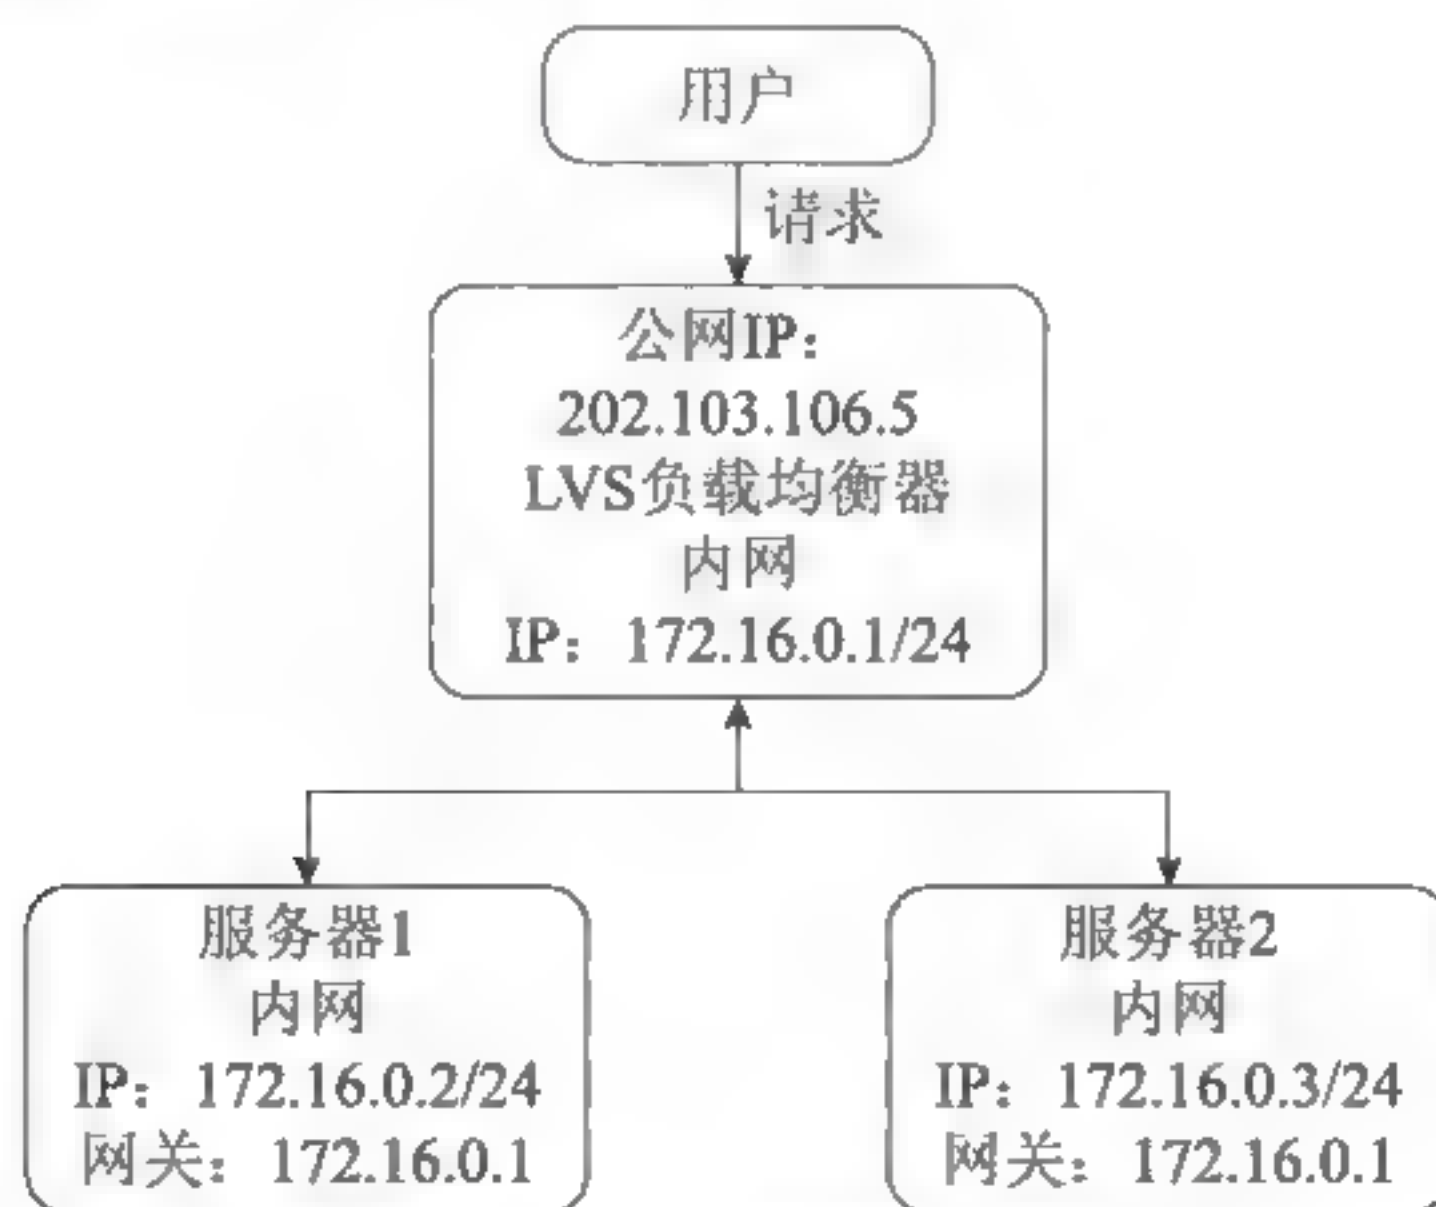 用户
请求
公网IP：
202.103.106.5
LVS负载均衡器
内网
IP：172.16.0.1/24
服务器1
内网
IP：172.16.0.2/24
网关：172.16.0.1
服务器2
内网
IP：172.16.0.3/24
网关：172.16.0.1